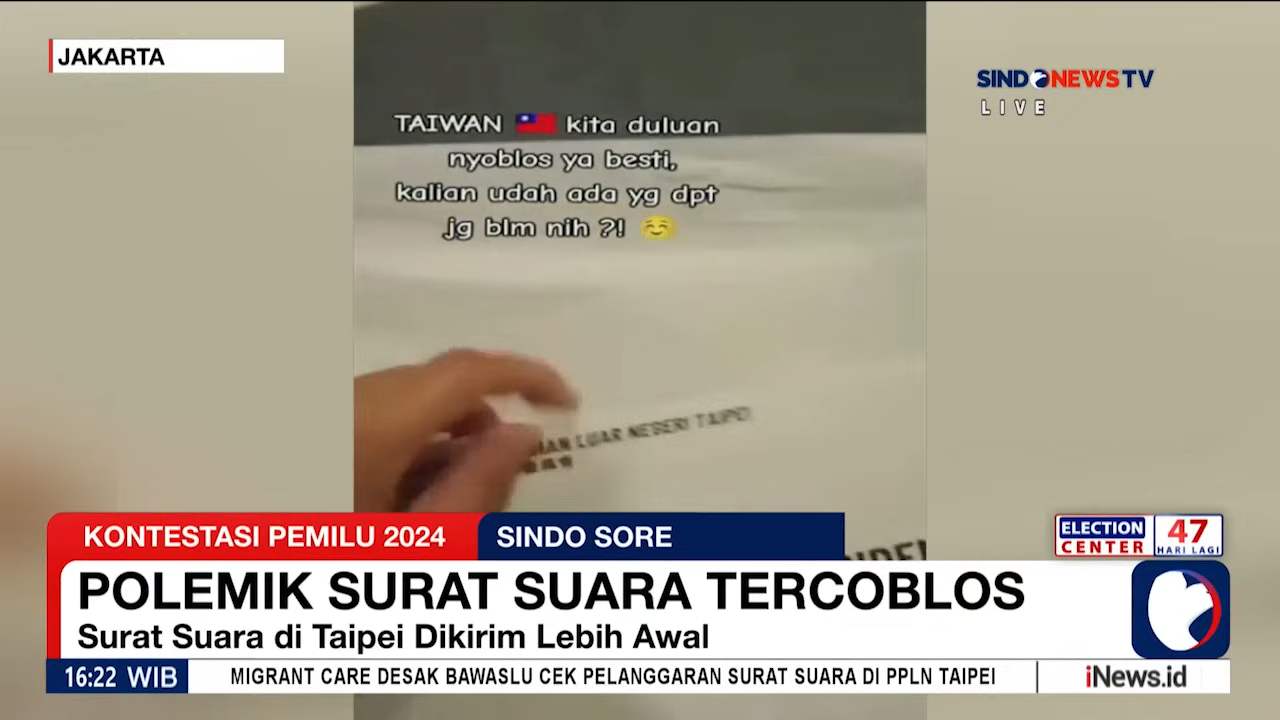 JAKARTA
SINDONEWS TV
LIVE
TAIWAN 🇹🇼 kita duluan
nyoblos ya besti,
kalian udah ada yg dpt
jg blm nih ?! ☺️
LUAR NEGERI TAIPEI
KONTESTASI PEMILU 2024
SINDO SORE
ELECTION CENTER
47 HARI LAGI
POLEMIK SURAT SUARA TERCOBLOS
Surat Suara di Taipei Dikirim Lebih Awal
16:22 WIB
MIGRANT CARE DESAK BAWASLU CEK PELANGGARAN SURAT SUARA DI PPLN TAIPEI
iNews.id